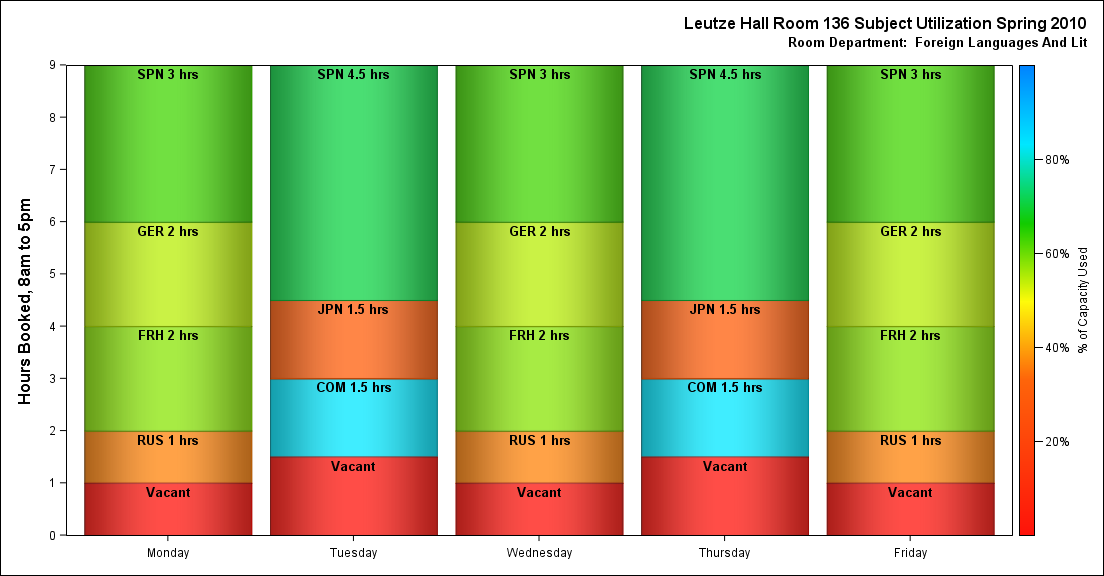 Leutze Hall Room 136 Subject Utilization Spring 2010
Room Department:  Foreign Languages And Lit
Hours Booked, 8am to 5pm
9
8
7
6
5
4
3
2
1
0
SPN 3 hrs
GER 2 hrs
FRH 2 hrs
RUS 1 hrs
Vacant
SPN 4.5 hrs
JPN 1.5 hrs
COM 1.5 hrs
Vacant
SPN 3 hrs
GER 2 hrs
FRH 2 hrs
RUS 1 hrs
Vacant
SPN 4.5 hrs
JPN 1.5 hrs
COM 1.5 hrs
Vacant
SPN 3 hrs
GER 2 hrs
FRH 2 hrs
RUS 1 hrs
Vacant
Monday
Tuesday
Wednesday
Thursday
Friday
80%
60%
40%
20%
% of Capacity Used